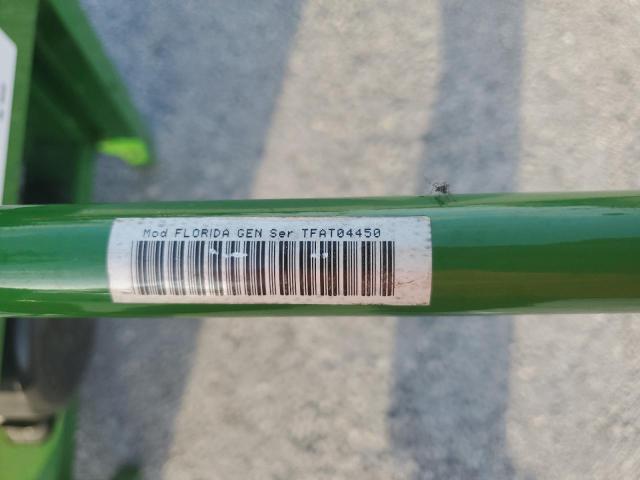 Mod FLORIDA GEN Ser TFAT04450